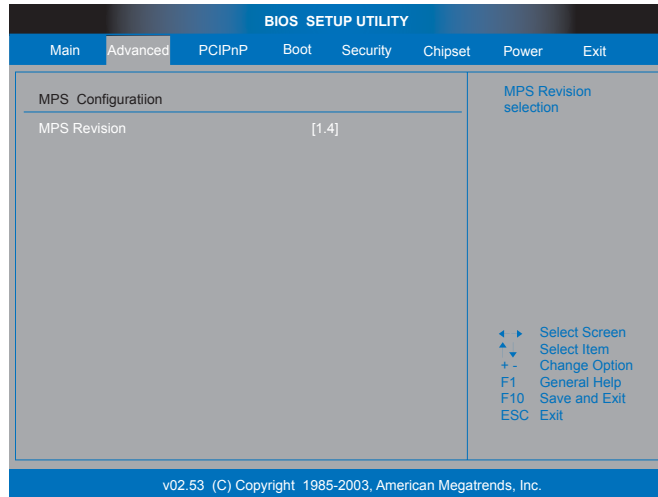 BIOS SETUP UTILITY
Main Advanced PCIPnP Boot Security Chipset Power Exit
MPS Configuratiion
MPS Revision [1.4]
MPS Revision
selection
Select Screen
Select Item
+ - Change Option
F1 General Help
F10 Save and Exit
ESC Exit
v02.53 (C) Copyright 1985-2003, American Megatrends, Inc.